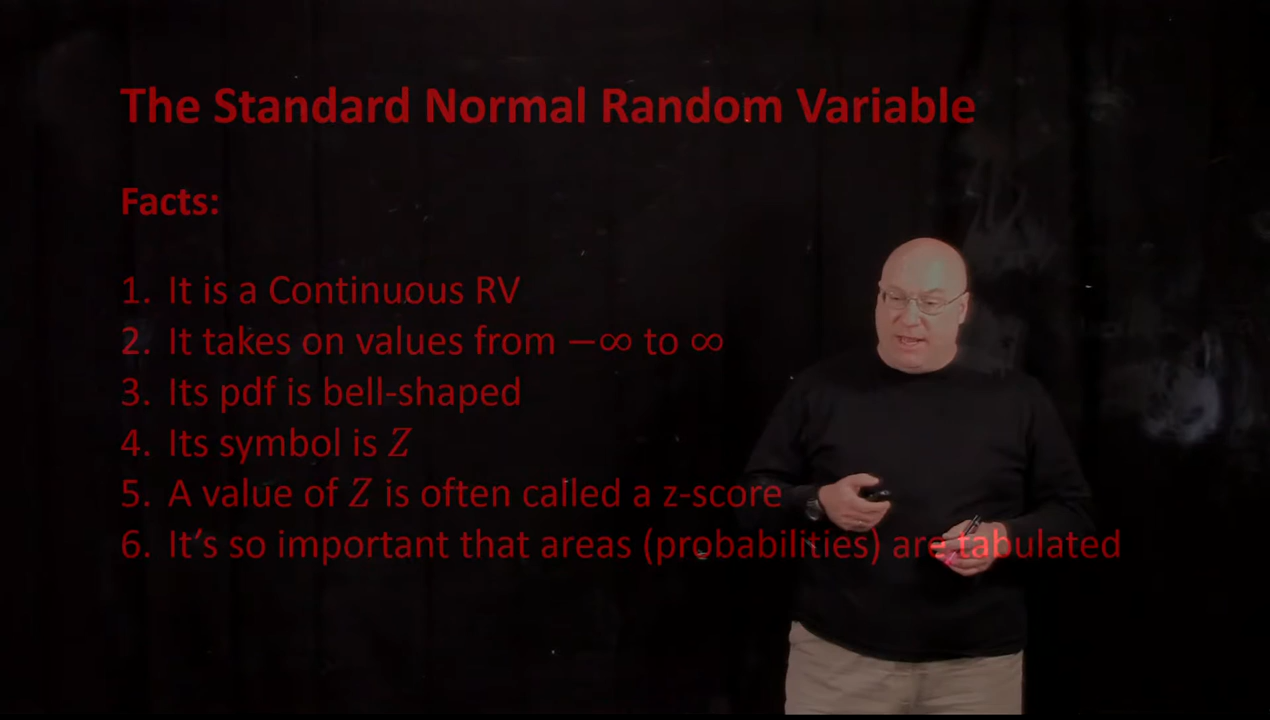 The Standard Normal Random Variable
Facts:
1. It is a Continuous RV
2. It takes on values from −∞ to ∞
3. Its pdf is bell-shaped
4. Its symbol is Z
5. A value of Z is often called a z-score
6. It‘s so important that areas (probabilities) are tabulated